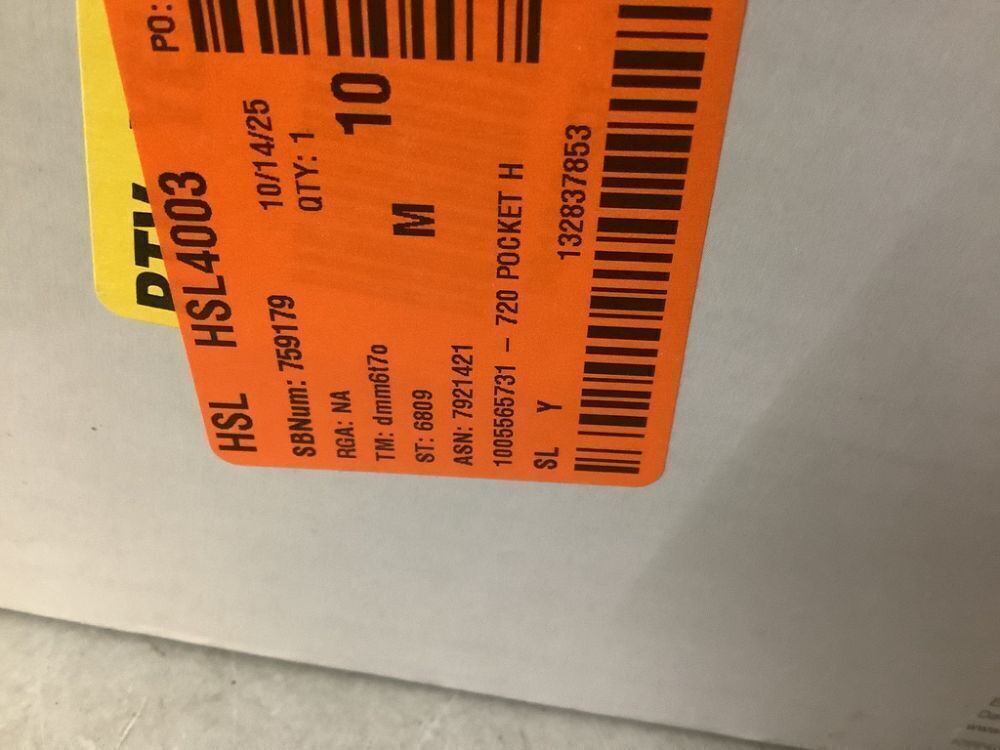 PO:
HSL HSL4003
SBNum: 759179 10/14/25
RGA: NA QTY: 1
TM: dmm6t7o 10
ST: 6809 M
ASN: 7921421
1005565731 - 720 POCKET H
SL Y 132837853